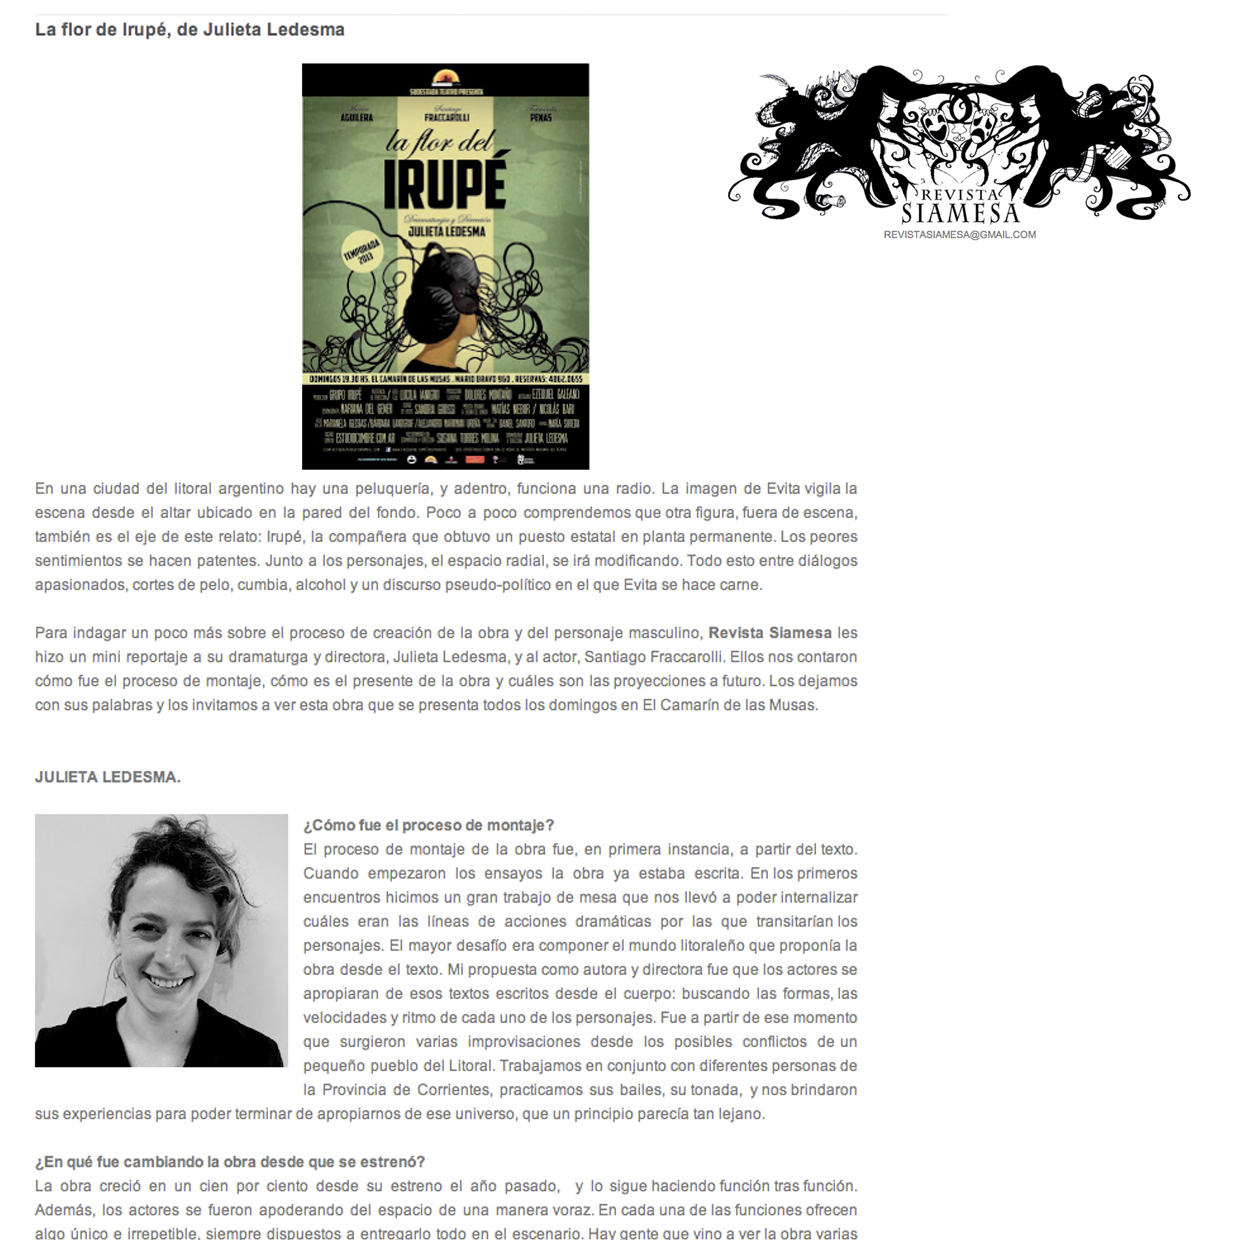 La flor de Irupé, de Julieta Ledesma
SUDESTADA TEATRO PRESENTA
AGUILERA
Santiago
FRACCAROLLI
PENAS
la flor del
IRUPÉ
Dramaturgia y Dirección
JULIETA LEDESMA
TEMPORADA
2013
DOMINGOS 19.30 HS. EL CAMARÍN DE LAS MUSAS . MARIO BRAVO 960 . RESERVAS: 4862.0655
GRUPO IRUPÉ
DOLORES MONTAÑO
EZEQUIEL GALEANO
MARIANA DEL GENER
SANDRA GROSSI
DANIEL SANTORO
SUSANA TORRES MOLINA
JULIETA LEDESMA
REVISTA
SIAMESA
REVISTASIAMESA@GMAIL.COM
En una ciudad del litoral argentino hay una peluquería, y adentro, funciona una radio. La imagen de Evita vigila la
escena desde el altar ubicado en la pared del fondo. Poco a poco comprendemos que otra figura, fuera de escena,
también es el eje de este relato: Irupé, la compañera que obtuvo un puesto estatal en planta permanente. Los peores
sentimientos se hacen patentes. Junto a los personajes, el espacio radial, se irá modificando. Todo esto entre diálogos
apasionados, cortes de pelo, cumbia, alcohol y un discurso pseudo-político en el que Evita se hace carne.
Para indagar un poco más sobre el proceso de creación de la obra y del personaje masculino, Revista Siamesa les
hizo un mini reportaje a su dramaturga y directora, Julieta Ledesma, y al actor, Santiago Fraccarolli. Ellos nos contaron
cómo fue el proceso de montaje, cómo es el presente de la obra y cuáles son las proyecciones a futuro. Los dejamos
con sus palabras y los invitamos a ver esta obra que se presenta todos los domingos en El Camarín de las Musas.
JULIETA LEDESMA.
¿Cómo fue el proceso de montaje?
El proceso de montaje de la obra fue, en primera instancia, a partir del texto.
Cuando empezaron los ensayos la obra ya estaba escrita. En los primeros
encuentros hicimos un gran trabajo de mesa que nos llevó a poder internalizar
cuáles eran las líneas de acciones dramáticas por las que transitarían los
personajes. El mayor desafío era componer el mundo litoraleño que proponía la
obra desde el texto. Mi propuesta como autora y directora fue que los actores se
apropiaran de esos textos escritos desde el cuerpo: buscando las formas, las
velocidades y ritmo de cada uno de los personajes. Fue a partir de ese momento
que surgieron varias improvisaciones desde los posibles conflictos de un
pequeño pueblo del Litoral. Trabajamos en conjunto con diferentes personas de
la Provincia de Corrientes, practicamos sus bailes, su tonada, y nos brindaron
sus experiencias para poder terminar de apropiarnos de ese universo, que un principio parecía tan lejano.
¿En qué fue cambiando la obra desde que se estrenó?
La obra creció en un cien por ciento desde su estreno el año pasado, y lo sigue haciendo función tras función.
Además, los actores se fueron apoderando del espacio de una manera voraz. En cada una de las funciones ofrecen
algo único e irrepetible, siempre dispuestos a entregarlo todo en el escenario. Hay gente que vino a ver la obra varias